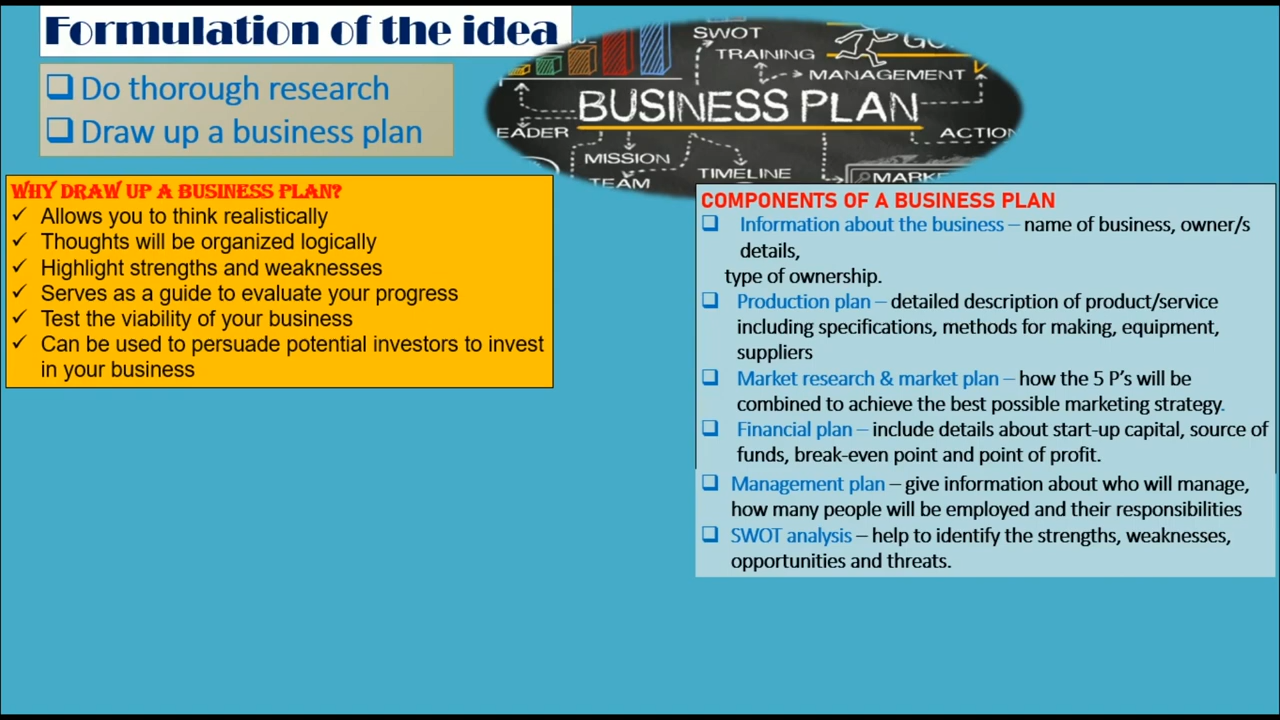 Formulation of the idea
❑ Do thorough research
❑ Draw up a business plan
SWOT
TRAINING
MANAGEMENT
BUSINESS PLAN
EADER
ACTION
MISSION
TIMELINE
TEAM
MARKE
WHY DRAW UP A BUSINESS PLAN?
✓ Allows you to think realistically
✓ Thoughts will be organized logically
✓ Highlight strengths and weaknesses
✓ Serves as a guide to evaluate your progress
✓ Test the viability of your business
✓ Can be used to persuade potential investors to invest
in your business
COMPONENTS OF A BUSINESS PLAN
❑ Information about the business – name of business, owner/s
details,
type of ownership.
❑ Production plan – detailed description of product/service
including specifications, methods for making, equipment,
suppliers
❑ Market research & market plan – how the 5 P's will be
combined to achieve the best possible marketing strategy.
❑ Financial plan – include details about start-up capital, source of
funds, break-even point and point of profit.
❑ Management plan – give information about who will manage,
how many people will be employed and their responsibilities
❑ SWOT analysis – help to identify the strengths, weaknesses,
opportunities and threats.